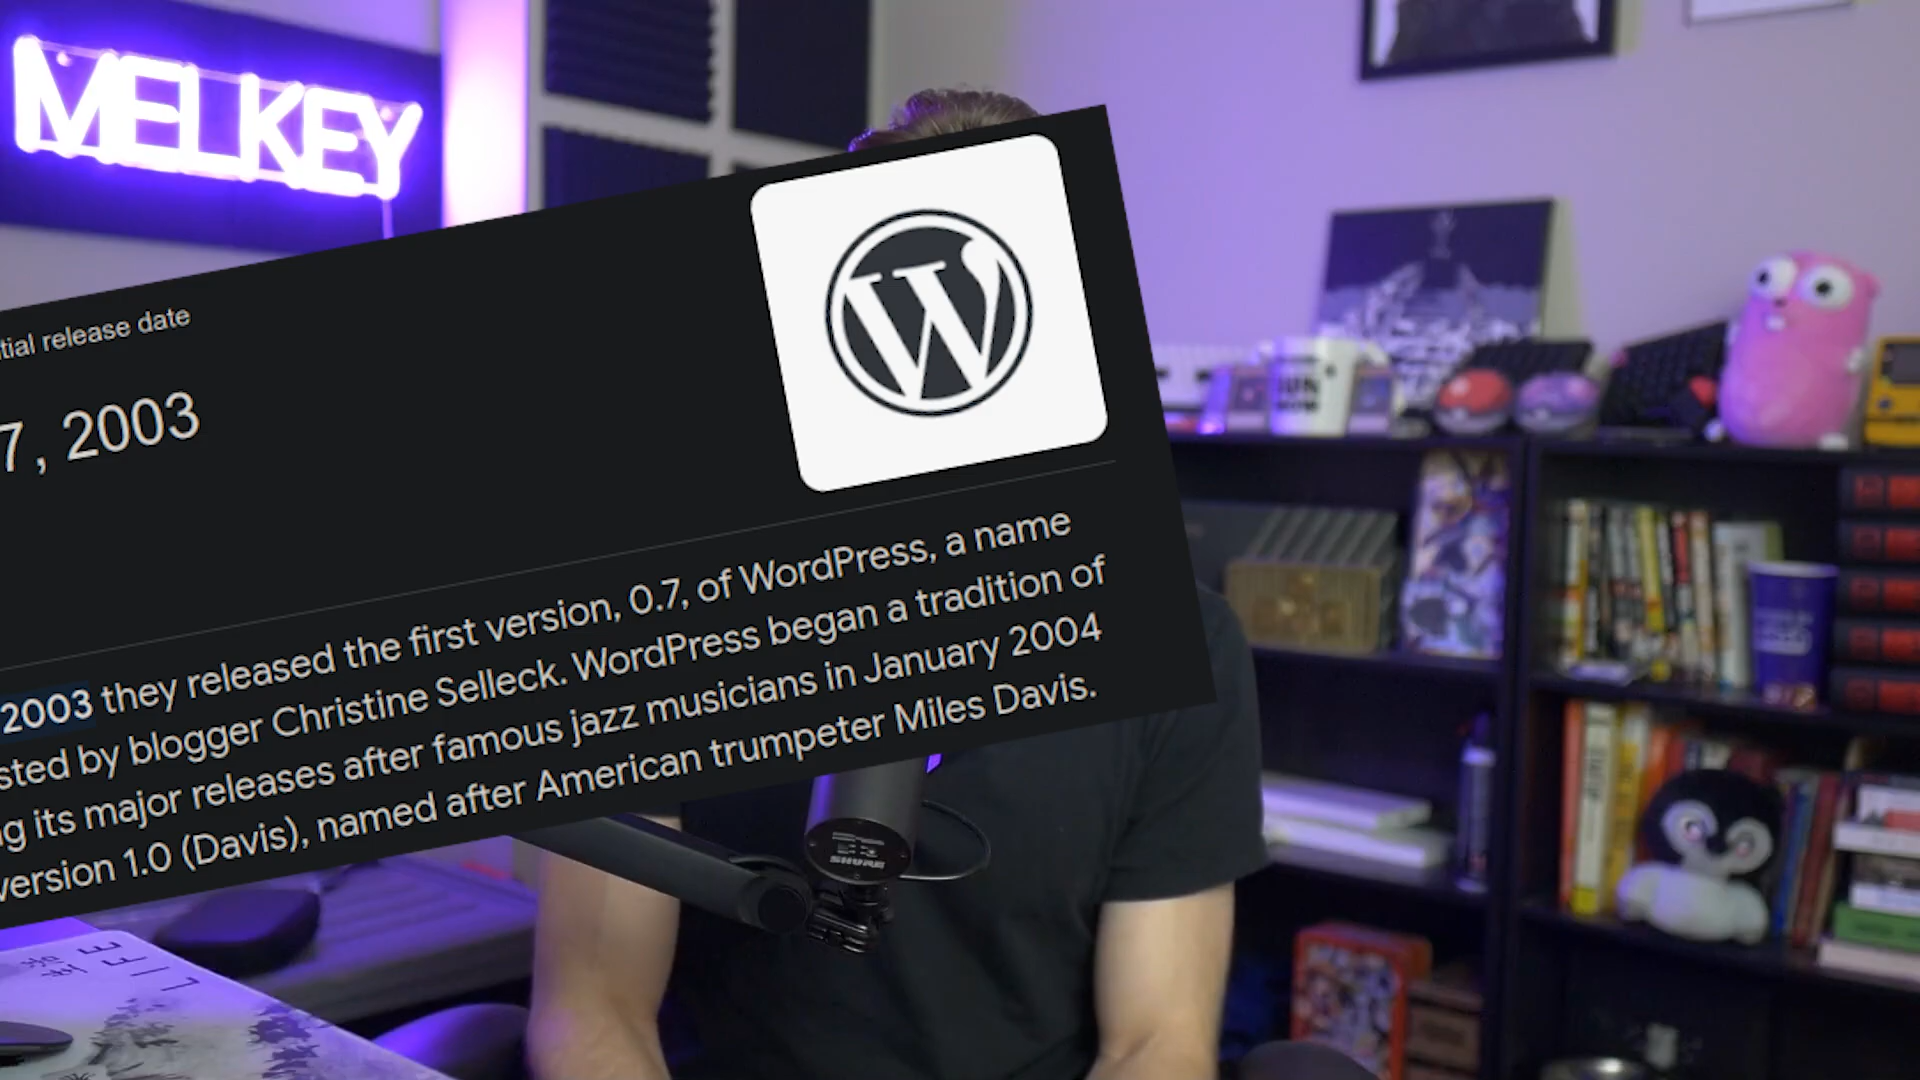 MELKEY
tial release date
7, 2003
2003 they released the first version, 0.7, of WordPress, a name
sted by blogger Christine Selleck. WordPress began a tradition of
g its major releases after famous jazz musicians in January 2004
version 1.0 (Davis), named after American trumpeter Miles Davis.
SHURE
LIFE